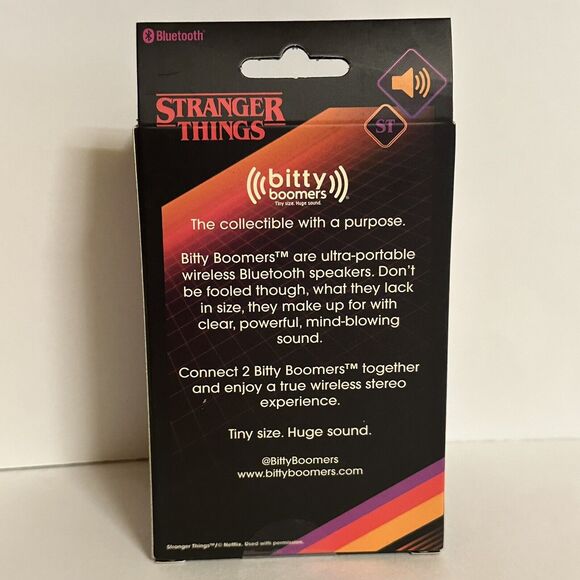 Bluetooth®
STRANGER
THINGS
ST
bitty
boomers
Tiny size. Huge sound.
The collectible with a purpose.
Bitty Boomers™ are ultra-portable
wireless Bluetooth speakers. Don't
be fooled though, what they lack
in size, they make up for with
clear, powerful, mind-blowing
sound.
Connect 2 Bitty Boomers™ together
and enjoy a true wireless stereo
experience.
Tiny size. Huge sound.
@BittyBoomers
www.bittyboomers.com
Stranger Things™/© Netflix. Used with permission.